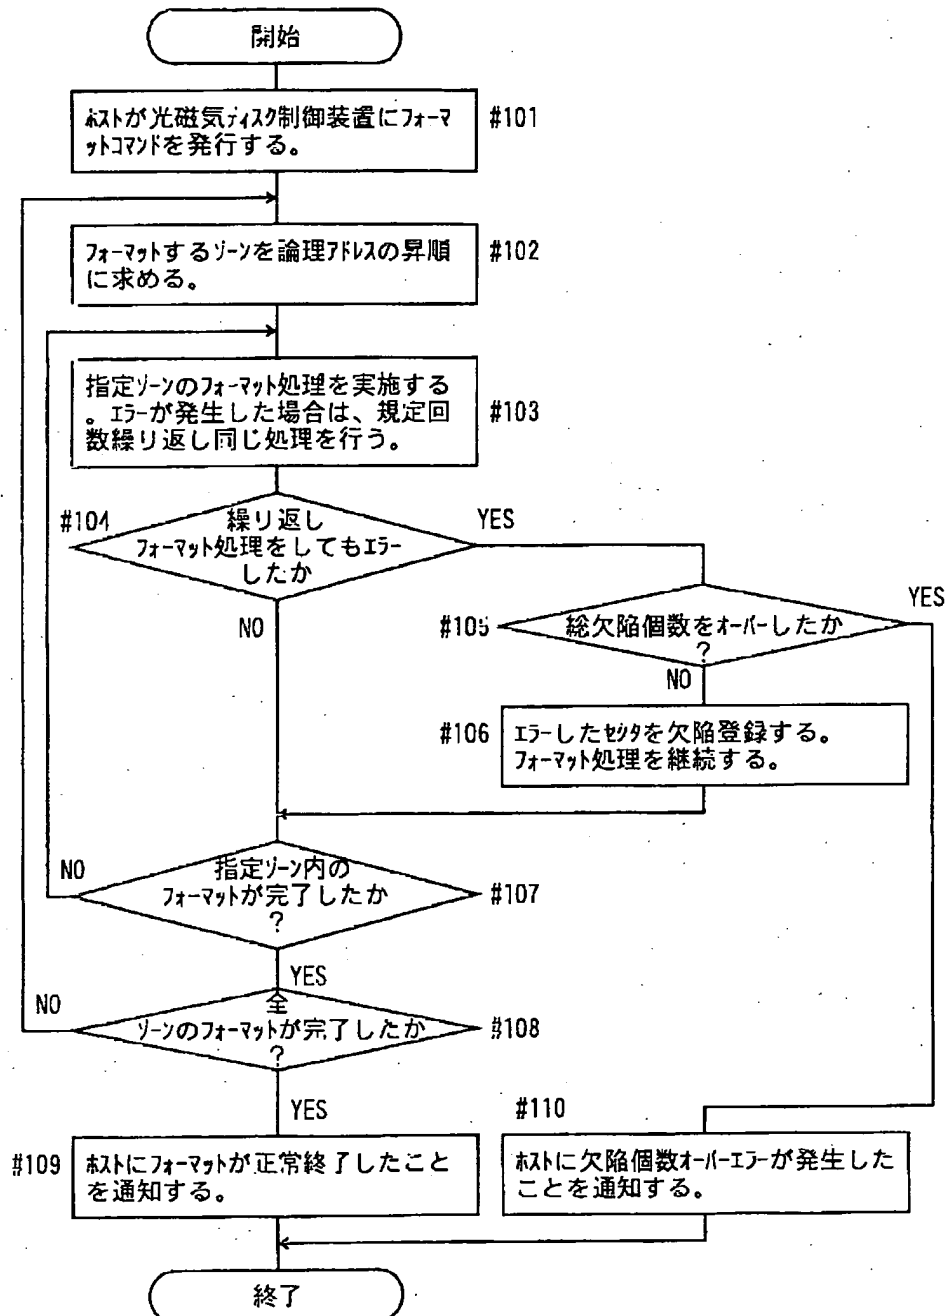 開始
ホストが光磁気ディスク制御装置にフォーマ
ットコマンドを発行する。
#101
フォーマットするゾーンを論理アドレスの昇順
に求める。
#102
指定ゾーンのフォーマット処理を実施する
。エラーが発生した場合は、規定回
数繰り返し同じ処理を行う。
#103
#104
繰り返し
フォーマット処理をしてもエラー
したか
YES
NO
#105
総欠陥個数をオーバーしたか
?
YES
NO
#106
エラーしたセクタを欠陥登録する。
フォーマット処理を継続する。
指定ゾーン内の
フォーマットが完了したか
?
NO
#107
YES
全
ゾーンのフォーマットが完了したか
?
NO
#108
YES
#109
ホストにフォーマットが正常終了したこと
を通知する。
#110
ホストに欠陥個数オーバーエラーが発生した
ことを通知する。
終了